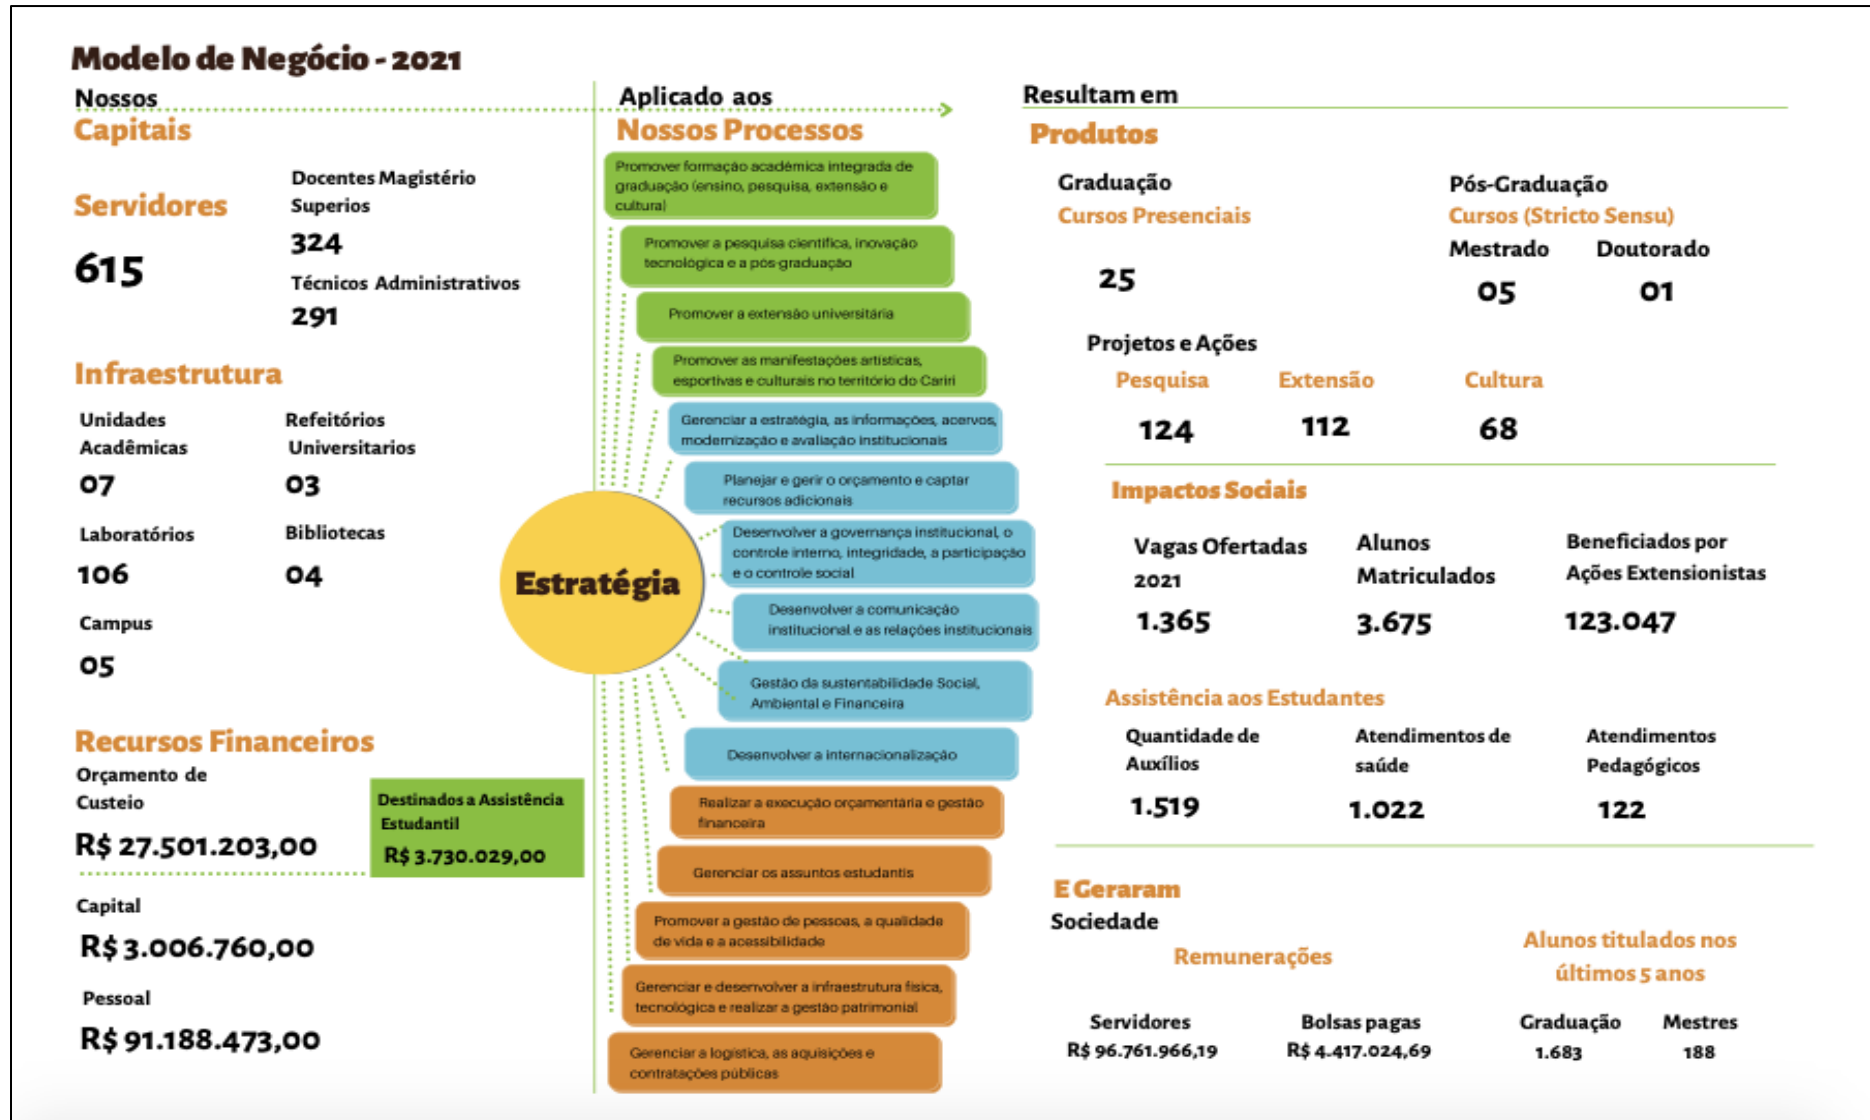 Modelo de Negócio - 2021
Nossos
Capitais
Servidores
615
Docentes Magistério
Superios
324
Técnicos Administrativos
291
Infraestrutura
Unidades
Acadêmicas
07
Refeitórios
Universitarios
03
Laboratórios
106
Bibliotecas
04
Campus
05
Recursos Financeiros
Orçamento de
Custeio
R$ 27.501.203,00
Destinados a Assistência
Estudantil
R$ 3.730.029,00
Capital
R$ 3.006.760,00
Pessoal
R$ 91.188.473,00
Estratégia
Aplicado aos
Nossos Processos
Promover formação acadêmica integrada de
graduação (ensino, pesquisa, extensão e
cultura)
Promover a pesquisa científica, inovação
tecnológica e a pós-graduação
Promover a extensão universitária
Promover as manifestações artísticas,
esportivas e culturais no território do Cariri
Gerenciar a estratégia, as informações, acervos,
modernização e avaliação institucionais
Planejar e gerir o orçamento e captar
recursos adicionais
Desenvolver a governança institucional, o
controle interno, integridade, a participação
e o controle social
Desenvolver a comunicação
institucional e as relações institucionais
Gestão da sustentabilidade Social,
Ambiental e Financeira
Desenvolver a internacionalização
Realizar a execução orçamentária e gestão
financeira
Gerenciar os assuntos estudantis
Promover a gestão de pessoas, a qualidade
de vida e a acessibilidade
Gerenciar e desenvolver a infraestrutura física,
tecnológica e realizar a gestão patrimonial
Gerenciar a logística, as aquisições e
contratações públicas
Resultam em
Produtos
Graduação
Cursos Presenciais
25
Pós-Graduação
Cursos (Stricto Sensu)
Mestrado Doutorado
05 01
Projetos e Ações
Pesquisa Extensão Cultura
124 112 68
Impactos Sociais
Vagas Ofertadas
2021
1.365
Alunos
Matriculados
3.675
Beneficiados por
Ações Extensionistas
123.047
Assistência aos Estudantes
Quantidade de
Auxílios
1.519
Atendimentos de
saúde
1.022
Atendimentos
Pedagógicos
122
E Geraram
Sociedade
Remunerações
Servidores
R$ 96.761.966,19
Bolsas pagas
R$ 4.417.024,69
Alunos titulados nos
últimos 5 anos
Graduação Mestres
1.683 188